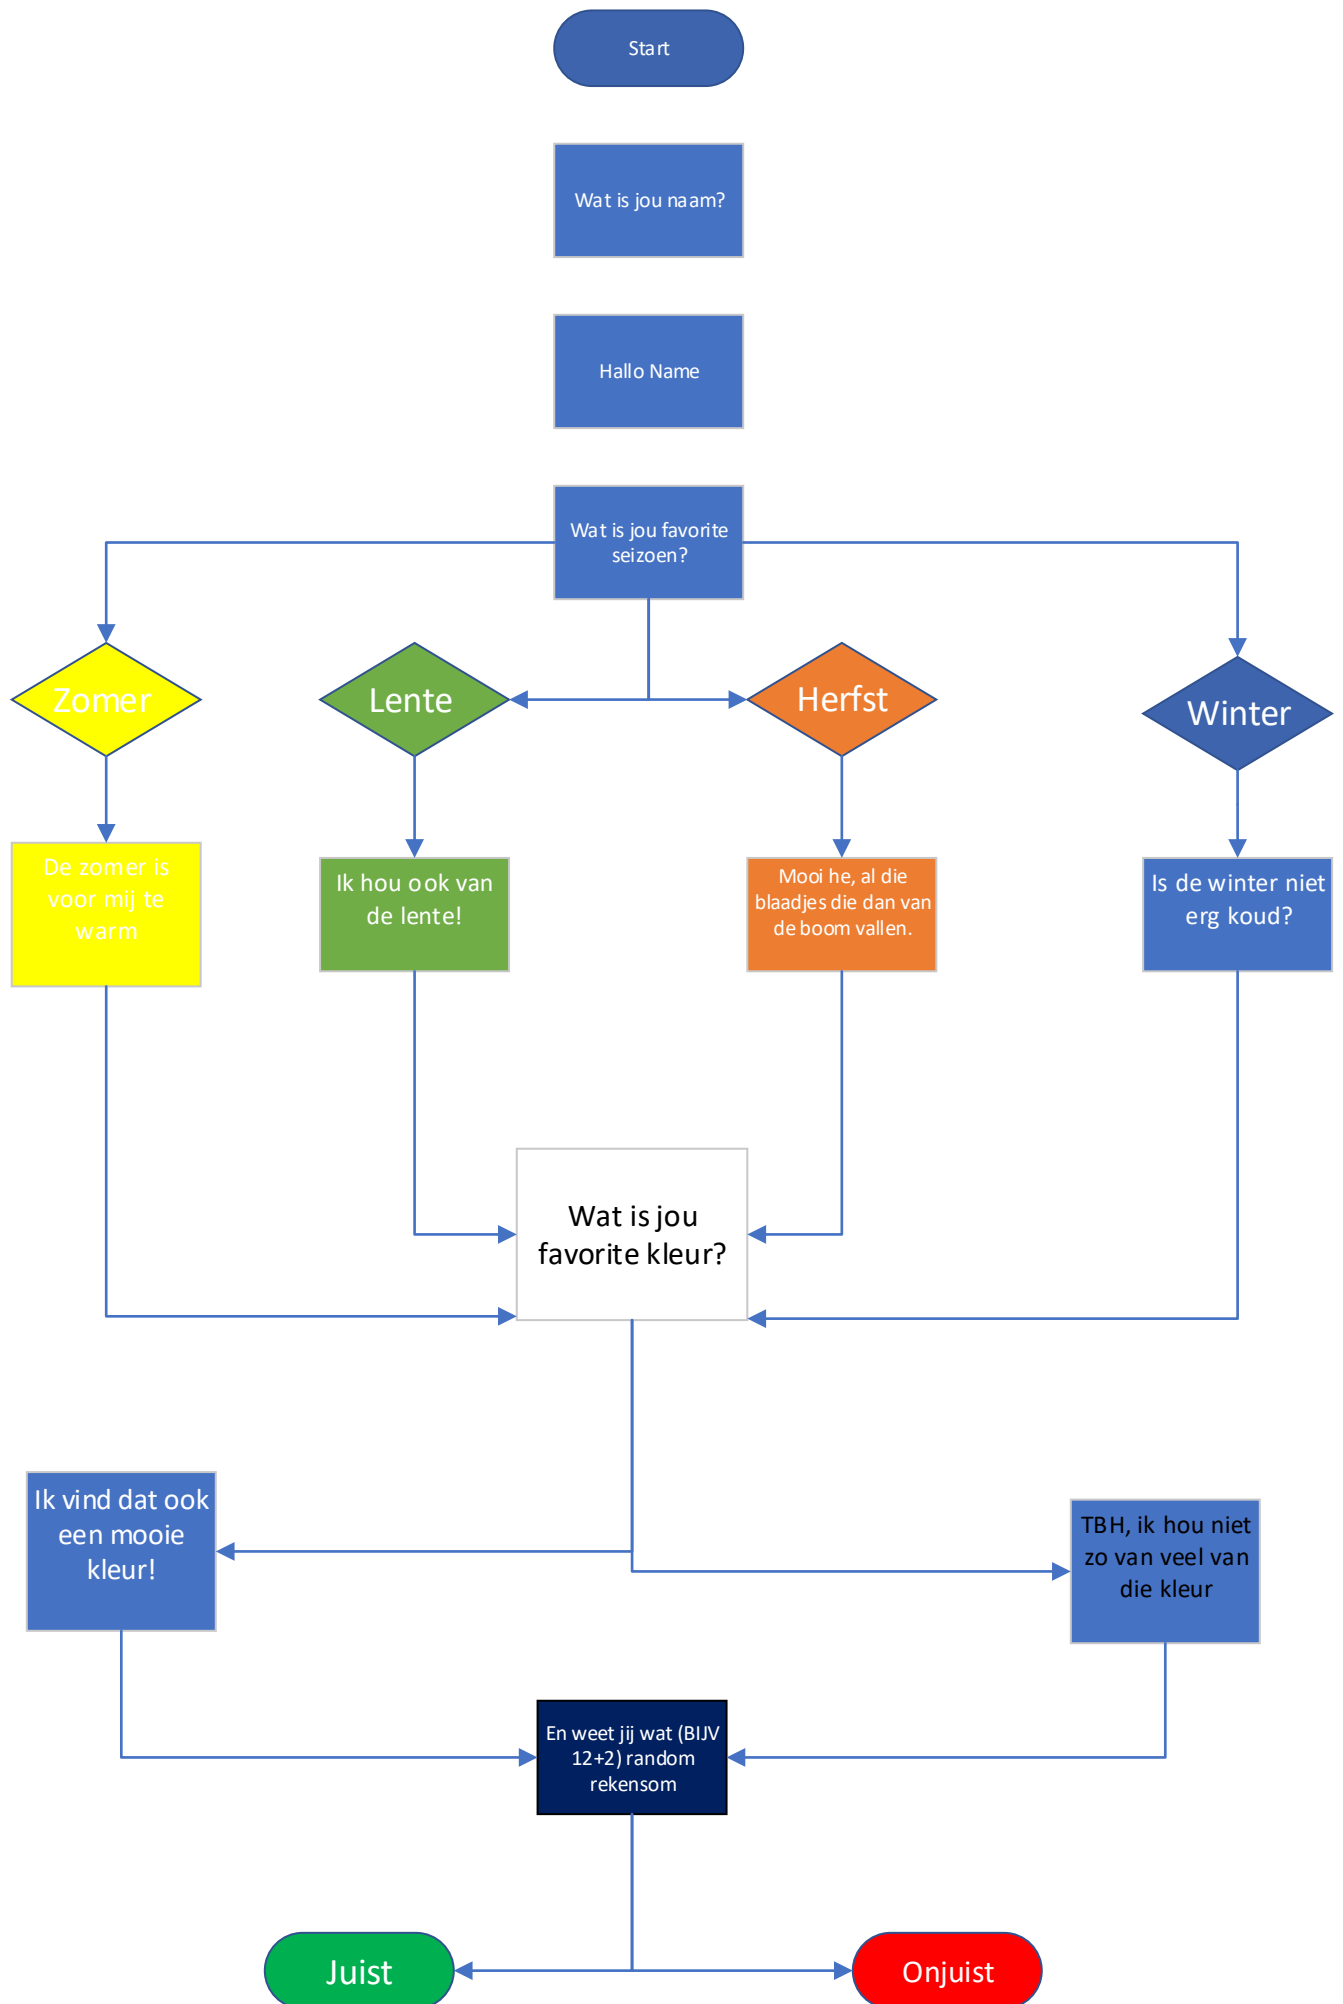 Start
Wat is jou naam?
Hallo Name
Wat is jou favorite
seizoen?
Zomer
Lente
Herfst
Winter
De zomer is
voor mij te
warm
Ik hou ook van
de lente!
Mooi he, al die
blaadjes die dan van
de boom vallen.
Is de winter niet
erg koud?
Wat is jou
favorite kleur?
Ik vind dat ook
een mooie
kleur!
TBH, ik hou niet
zo van veel van
die kleur
En weet jij wat (BIJV
12+2) random
rekensom
Juist
Onjuist